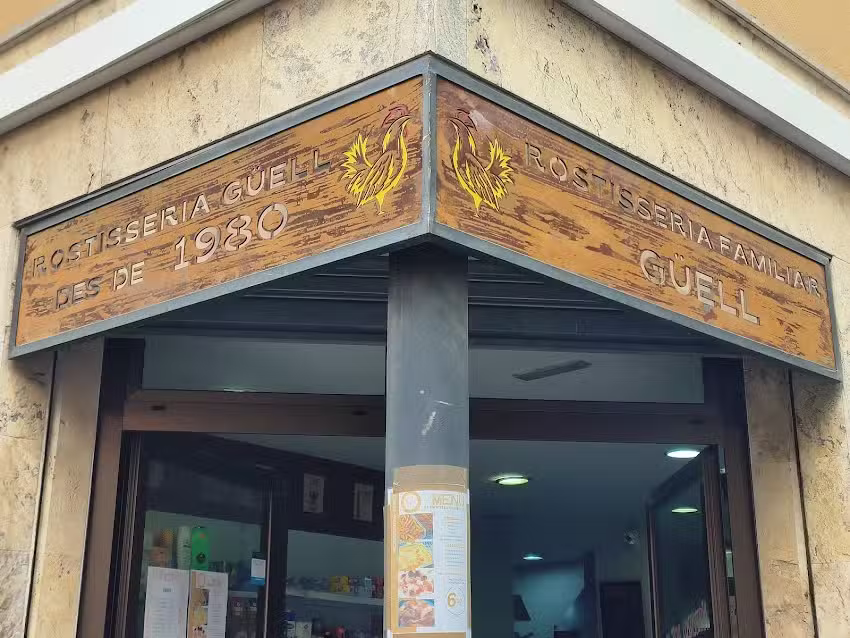 ROSTISSERIA GÜELL
DES DE 1980
ROSTISSERIA FAMILIAR
GÜELL
MENU
6